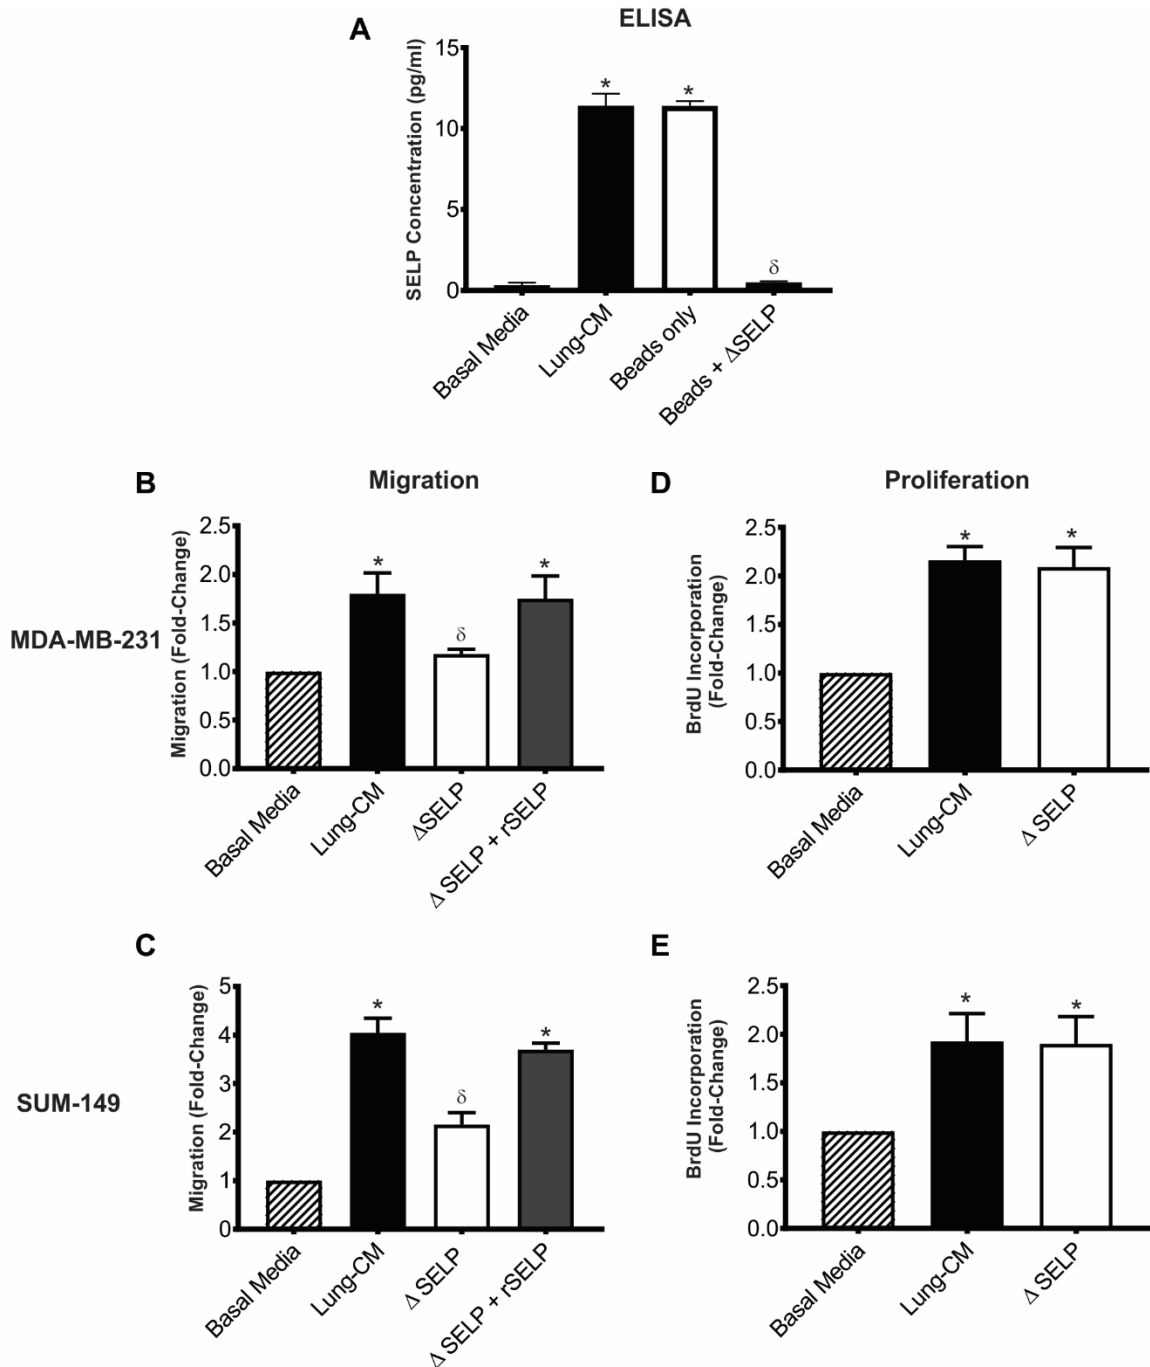 A
ELISA
SELP Concentration (pg/ml)
15
10
5
0
*
*
δ
Basal Media
Lung-CM
Beads only
Beads + ΔSELP
B
Migration
MDA-MB-231
Migration (Fold-Change)
2.5
2.0
1.5
1.0
0.5
0.0
*
δ
*
Basal Media
Lung-CM
ΔSELP
Δ SELP + rSELP
D
Proliferation
BrdU Incorporation
(Fold-Change)
2.5
2.0
1.5
1.0
0.5
0.0
*
*
Basal Media
Lung-CM
Δ SELP
C
SUM-149
Migration (Fold-Change)
5
4
3
2
1
0
*
δ
*
Basal Media
Lung-CM
Δ SELP
Δ SELP + rSELP
E
BrdU Incorporation
(Fold-Change)
2.5
2.0
1.5
1.0
0.5
0.0
*
*
Basal Media
Lung-CM
Δ SELP